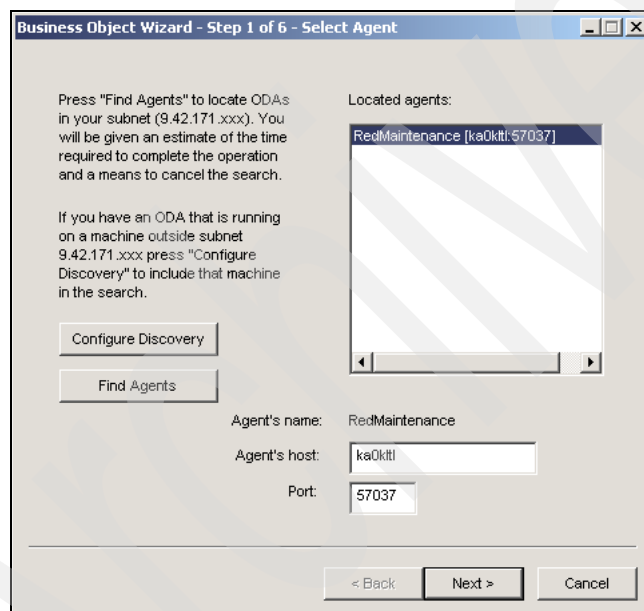 Business Object Wizard - Step 1 of 6 - Select Agent
Press "Find Agents" to locate ODAs
in your subnet (9.42.171.xxx). You
will be given an estimate of the time
required to complete the operation
and a means to cancel the search.
If you have an ODA that is running
on a machine outside subnet
9.42.171.xxx press "Configure
Discovery" to include that machine
in the search.
Configure Discovery
Find Agents
Located agents:
RedMaintenance [ka0kltl:57037]
Agent's name: RedMaintenance
Agent's host: ka0kltl
Port: 57037
< Back Next > Cancel